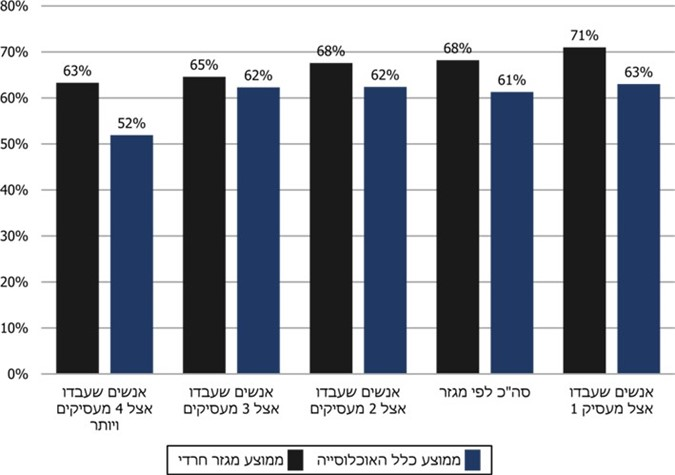 80%
70%
60%
50%
40%
30%
20%
10%
0%
63%
52%
65%
62%
68%
62%
68%
61%
71%
63%
אנשים שעבדו
אצל 4 מעסיקים
ויותר
אנשים שעבדו
אצל 3 מעסיקים
אנשים שעבדו
אצל 2 מעסיקים
סה"כ לפי מגזר
אנשים שעבדו
אצל מעסיק 1
ממוצע מגזר חרדי
ממוצע כלל האוכלוסייה